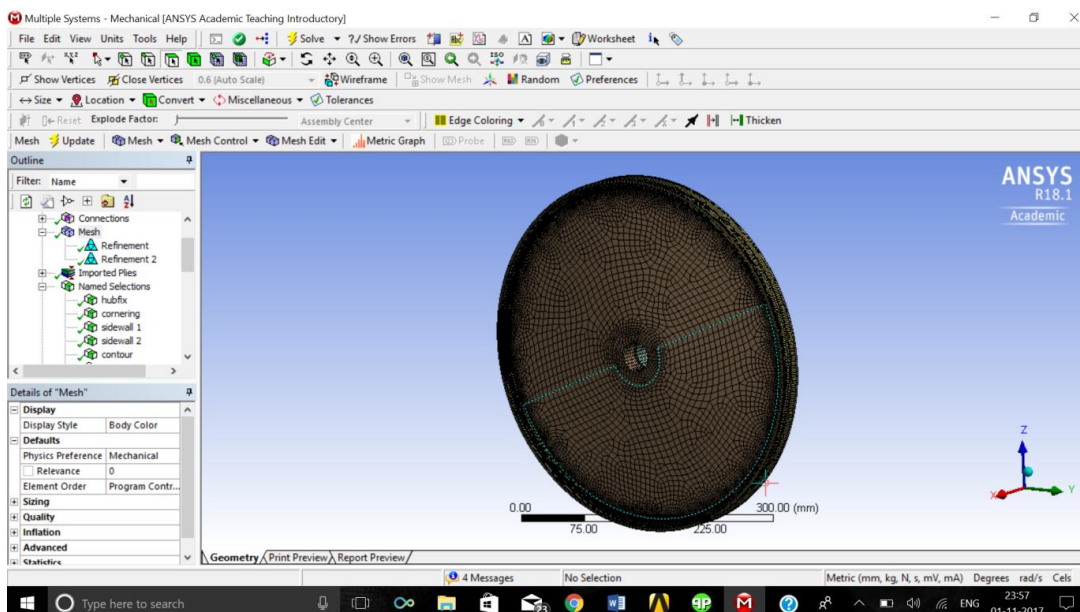 Multiple Systems - Mechanical [ANSYS Academic Teaching Introductory]
File Edit View Units Tools Help Solve ?/ Show Errors Worksheet
Show Vertices Close Vertices 0.6 (Auto Scale) Wireframe Show Mesh Random Preferences
Size Location Convert Miscellaneous Tolerances
Reset Explode Factor: Assembly Center Edge Coloring Thicken
Mesh Update Mesh Mesh Control Mesh Edit Metric Graph Probe
Outline
Filter: Name
Connections
Mesh
Refinement
Refinement 2
Imported Plies
Named Selections
hubfix
cornering
sidewall 1
sidewall 2
contour
Details of "Mesh"
Display
Display Style Body Color
Defaults
Physics Preference Mechanical
Relevance 0
Element Order Program Contr...
Sizing
Quality
Inflation
Advanced
Statistics
ANSYS
R18.1
Academic
0.00 300.00 (mm)
75.00 225.00
Z
Y
X
Geometry Print Preview Report Preview
4 Messages No Selection Metric (mm, kg, N, s, mV, mA) Degrees rad/s Cels
Type here to search
23
ENG
23:57
01-11-2017